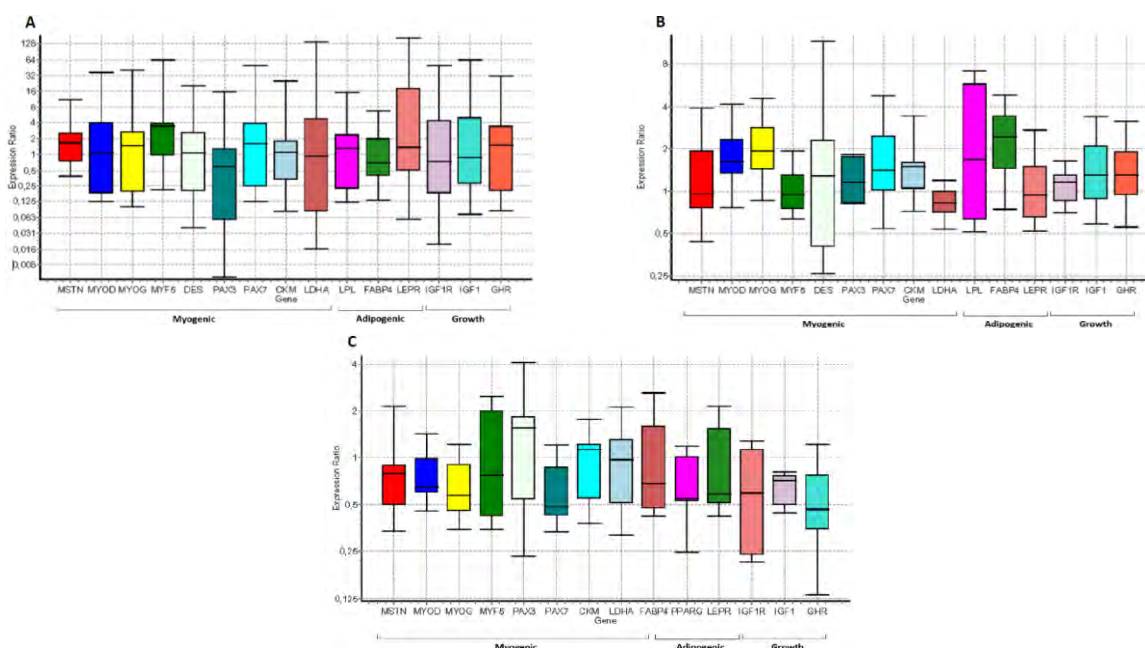 A
Expression Ratio
128
64
32
16
8
4
2
1
0,5
0,25
0,125
0,063
0,031
0,016
0,008
MSTN MYOD MYOG MYF5 DES PAX3 PAX7 CKM LDHA LPL FABP4 LEPR IGF1R IGF1 GHR
Gene
Myogenic Adipogenic Growth
B
Expression Ratio
8
4
2
1
0,5
0,25
MSTN MYOD MYOG MYF5 DES PAX3 PAX7 CKM LDHA LPL FABP4 LEPR IGF1R IGF1 GHR
Gene
Myogenic Adipogenic Growth
C
Expression Ratio
4
2
1
0,5
0,25
0,125
MSTN MYOD MYOG MYF5 PAX3 PAX7 CKM LDHA FABP4 PPARG LEPR IGF1R IGF1 GHR
Gene
Myogenic Adipogenic Growth